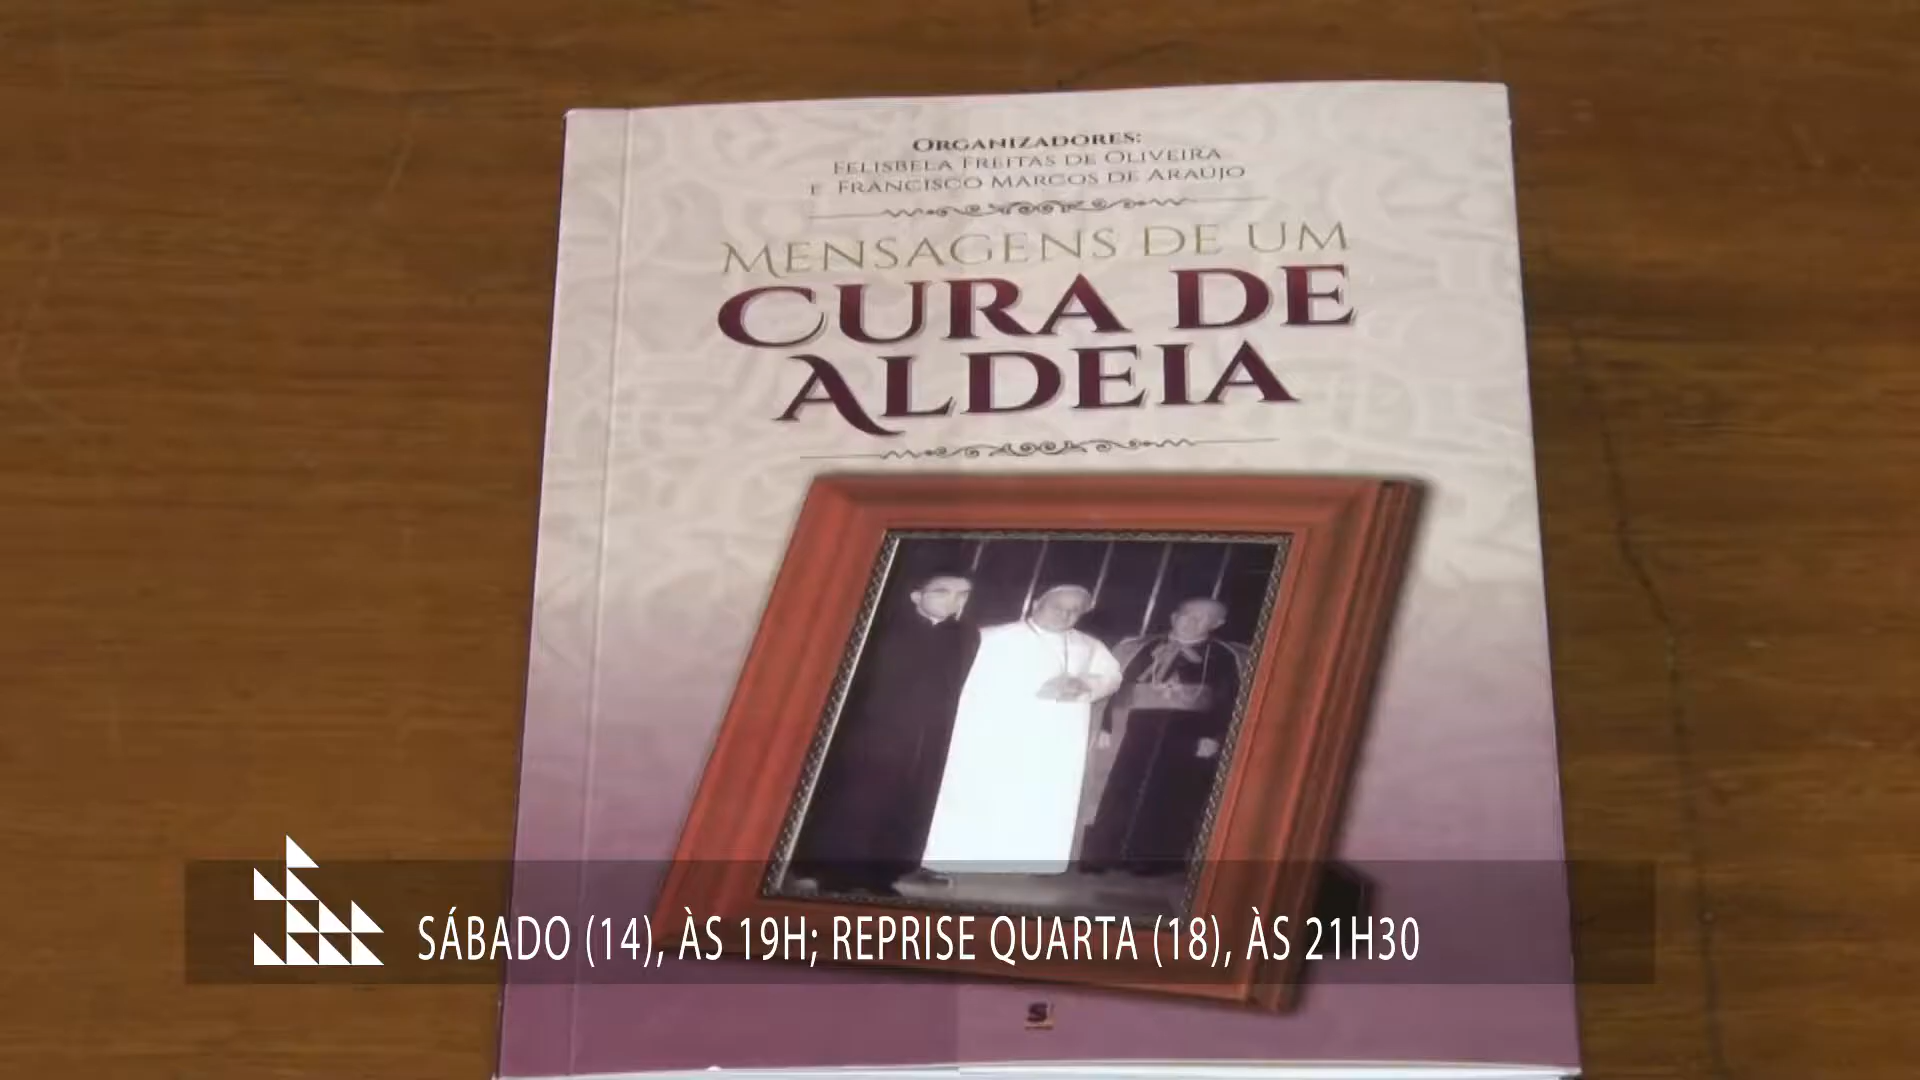 ORGANIZADORES:
FELISBELA FREITAS DE OLIVEIRA
E FRANCISCO MARCOS DE ARAÚJO
MENSAGENS DE UM
CURA DE
ALDEIA
SÁBADO (14), ÀS 19H; REPRISE QUARTA (18), ÀS 21H30
S